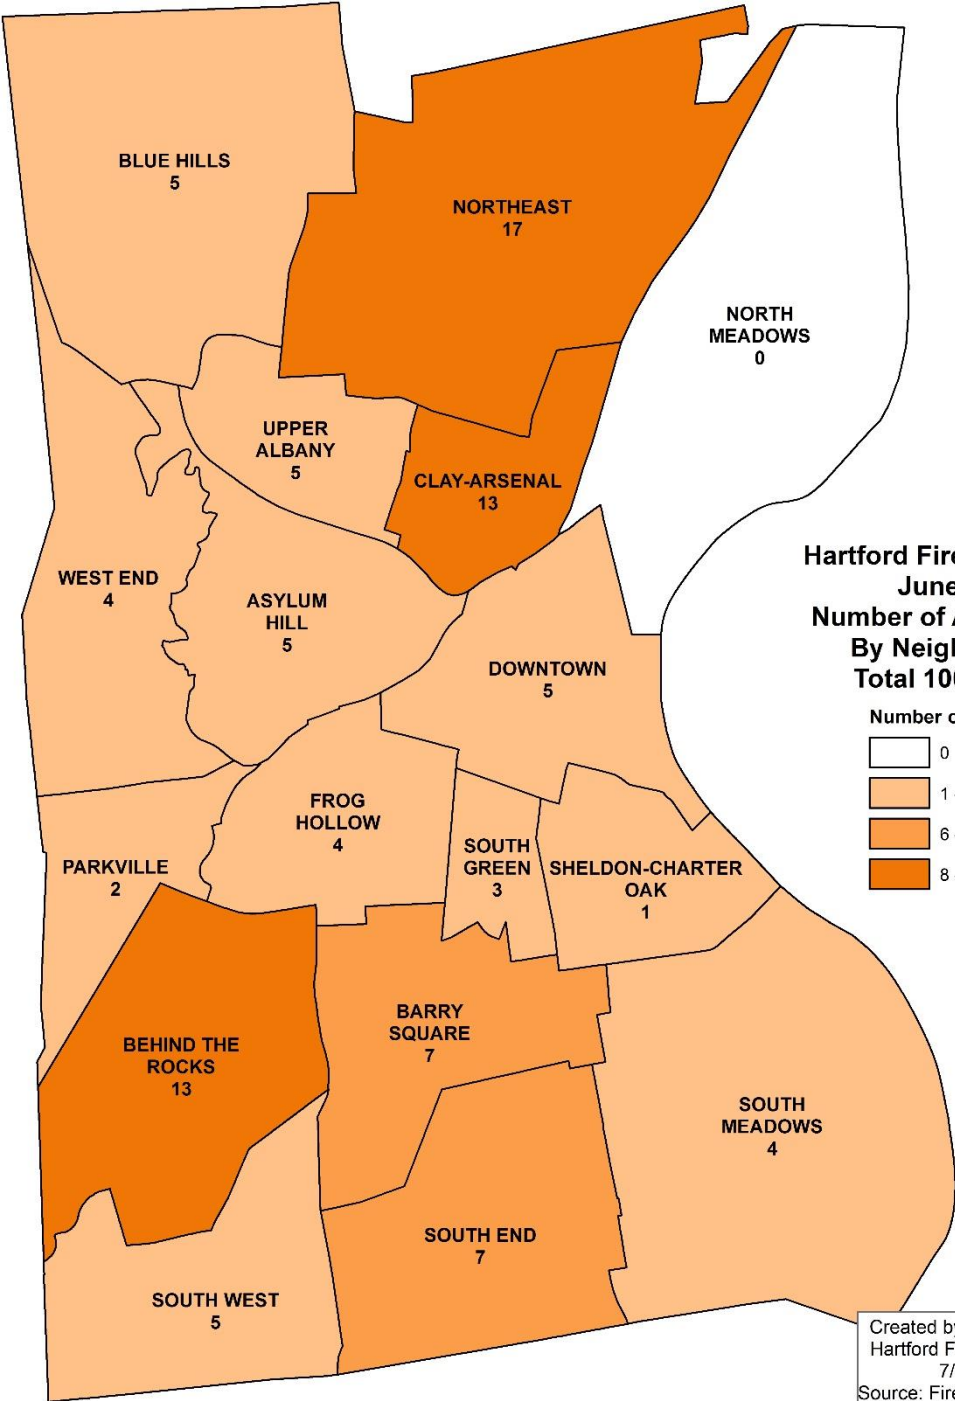 BLUE HILLS
5
NORTHEAST
17
NORTH
MEADOWS
0
UPPER
ALBANY
5
CLAY-ARSENAL
13
WEST END
4
ASYLUM
HILL
5
DOWNTOWN
5
Hartford Fire
June
Number of
By
Total
Number
0
1
6
8
FROG
HOLLOW
4
SOUTH
GREEN
3
SHELDON-CHARTER
OAK
1
PARKVILLE
2
BARRY
SQUARE
7
BEHIND THE
ROCKS
13
SOUTH
MEADOWS
4
SOUTH END
7
SOUTH WEST
5
Created by
Hartford
7/
Source: Fire